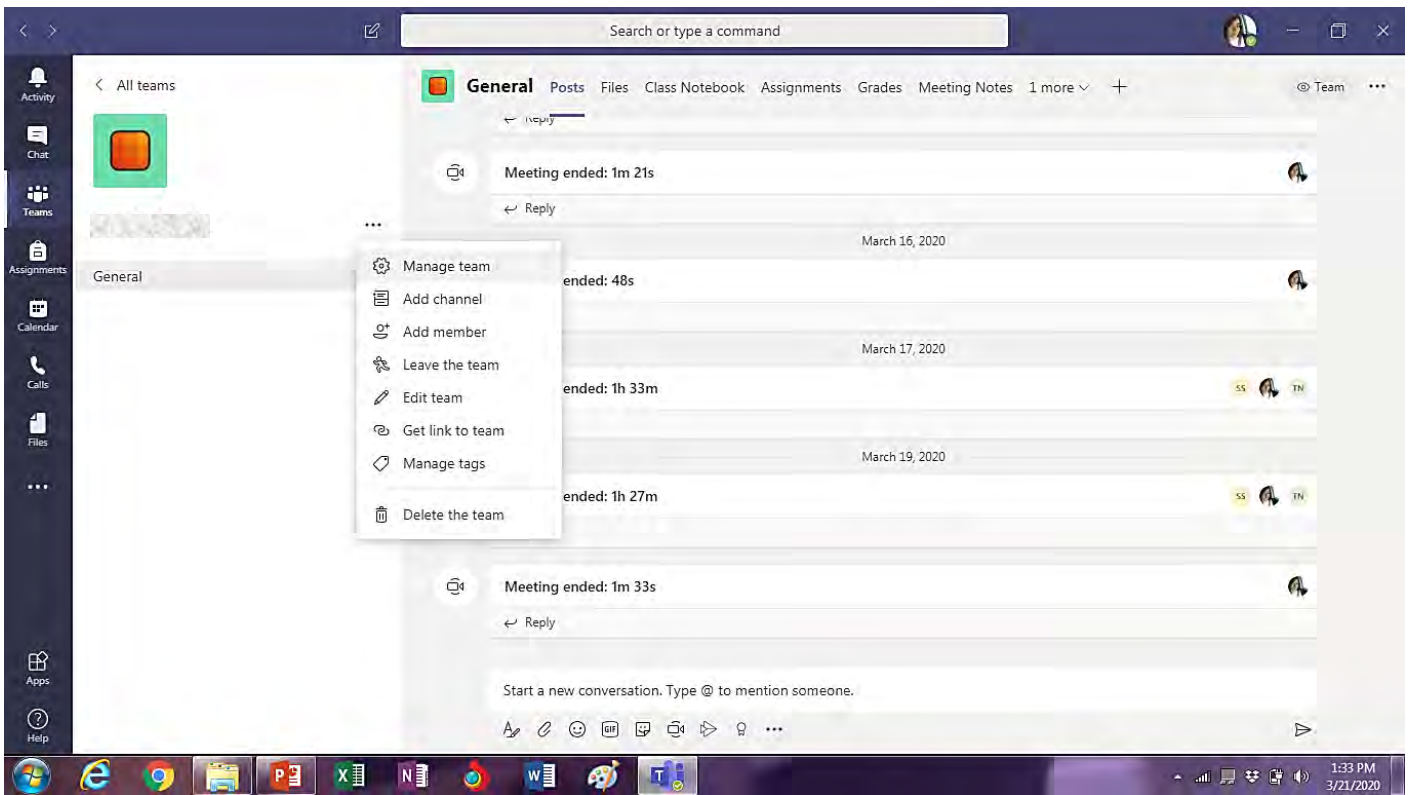 Search or type a command
Activity
Chat
Teams
Assignments
Calendar
Calls
Files
Apps
Help
All teams
General
Manage team
Add channel
Add member
Leave the team
Edit team
Get link to team
Manage tags
Delete the team
General Posts Files Class Notebook Assignments Grades Meeting Notes 1 more
Team
Reply
Meeting ended: 1m 21s
Reply
March 16, 2020
ended: 48s
March 17, 2020
ended: 1h 33m
SS TN
March 19, 2020
ended: 1h 27m
SS TN
Meeting ended: 1m 33s
Reply
Start a new conversation. Type @ to mention someone.
GIF
1:33 PM
3/21/2020